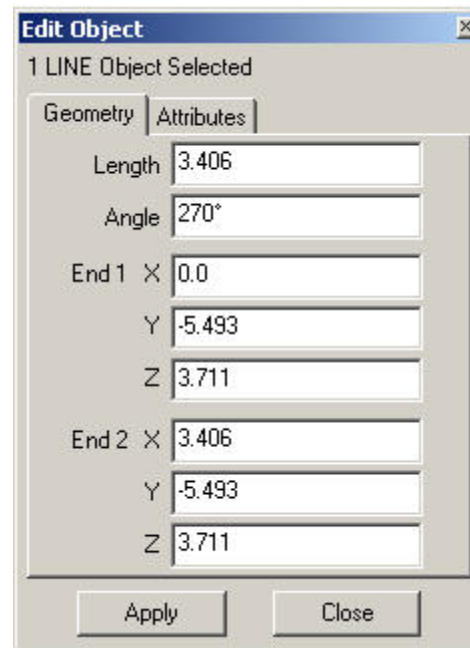 Edit Object
1 LINE Object Selected
Geometry Attributes
Length 3.406
Angle 270°
End 1 X 0.0
Y -5.493
Z 3.711
End 2 X 3.406
Y -5.493
Z 3.711
Apply Close